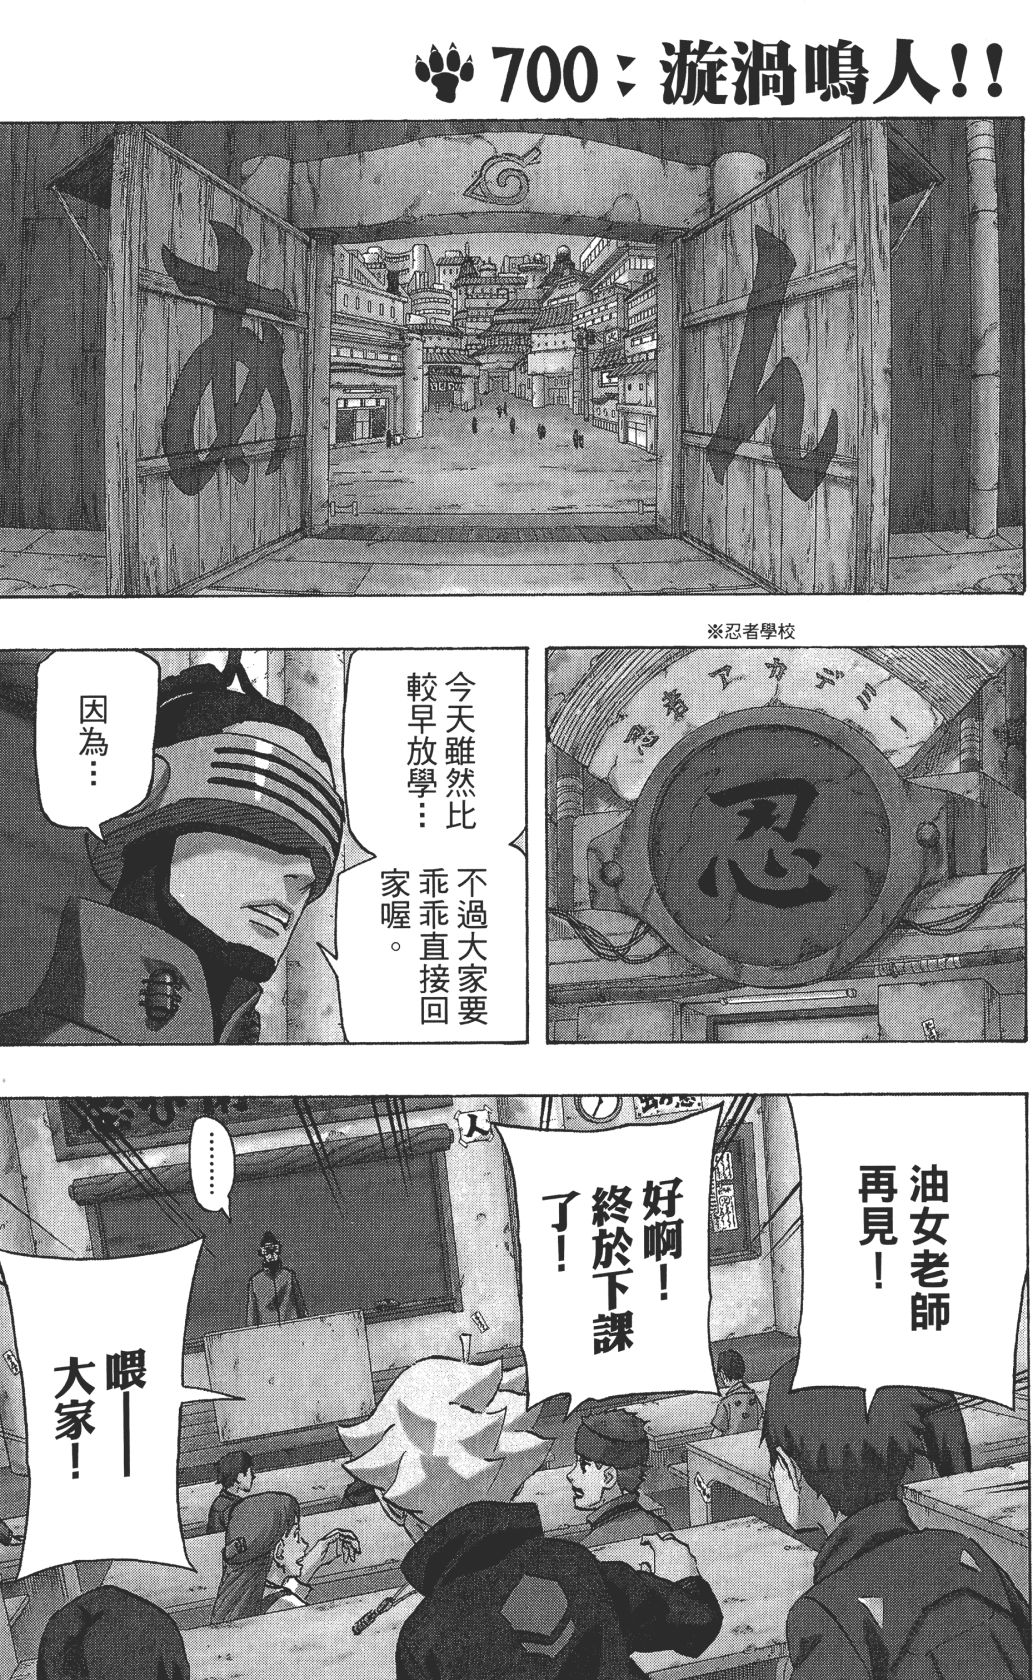 700：漩渦鳴人!!
あん
※忍者學校
忍者アカデミー
忍
今天雖然比
較早放學…
不過大家要
乖乖直接回
家喔。
因為…
油女老師
再見！
好啊！
終於下課
了！
人
………
喂——
大家！